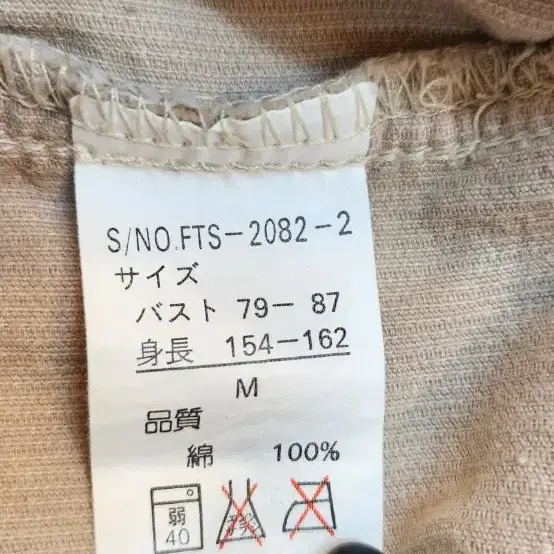 S/NO.FTS-2082-2
サイズ
バスト 79- 87
身長 154-162
M
品質
綿 100%
弱
40